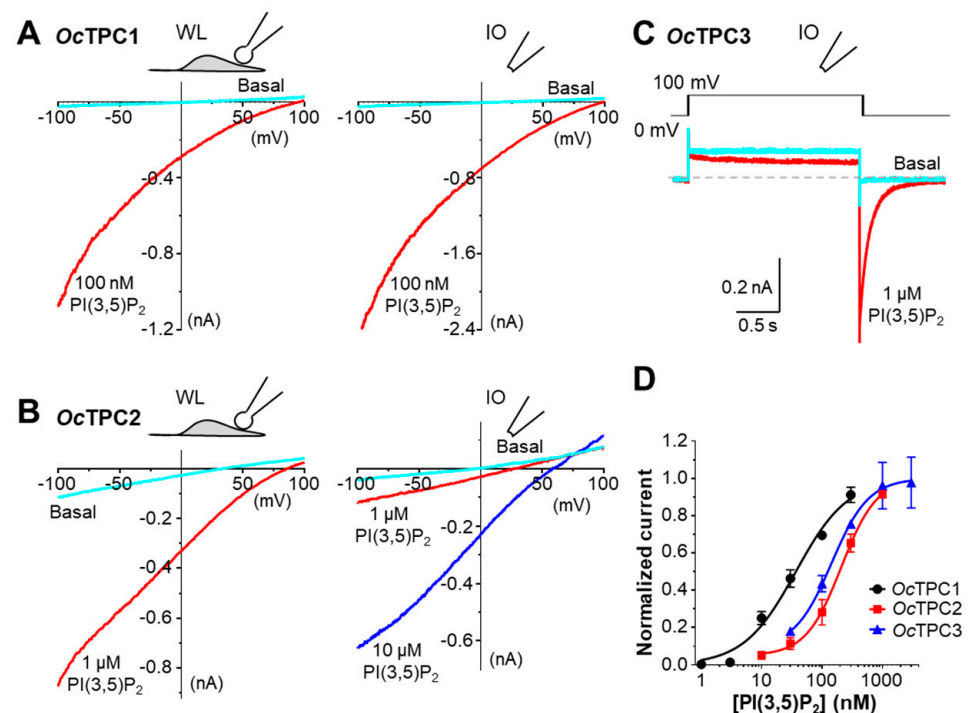 A
OcTPC1
WL
Basal
-100 -50 50 100
(mV)
-0.4
-0.8
-1.2
(nA)
100 nM
PI(3,5)P2
IO
Basal
-100 -50 50 100
(mV)
-0.8
-1.6
-2.4
(nA)
100 nM
PI(3,5)P2
B
OcTPC2
WL
-100 -50 50 100
(mV)
Basal
-0.2
-0.4
-0.6
-0.8
(nA)
1 µM
PI(3,5)P2
IO
Basal
-100 -50 50 100
(mV)
1 µM
PI(3,5)P2
-0.2
-0.4
-0.6
10 µM
PI(3,5)P2
(nA)
C
OcTPC3
IO
100 mV
0 mV
Basal
0.2 nA
0.5 s
1 µM
PI(3,5)P2
D
Normalized current
1.2
1.0
0.8
0.6
0.4
0.2
0.0
1 10 100 1000
[PI(3,5)P2] (nM)
OcTPC1
OcTPC2
OcTPC3